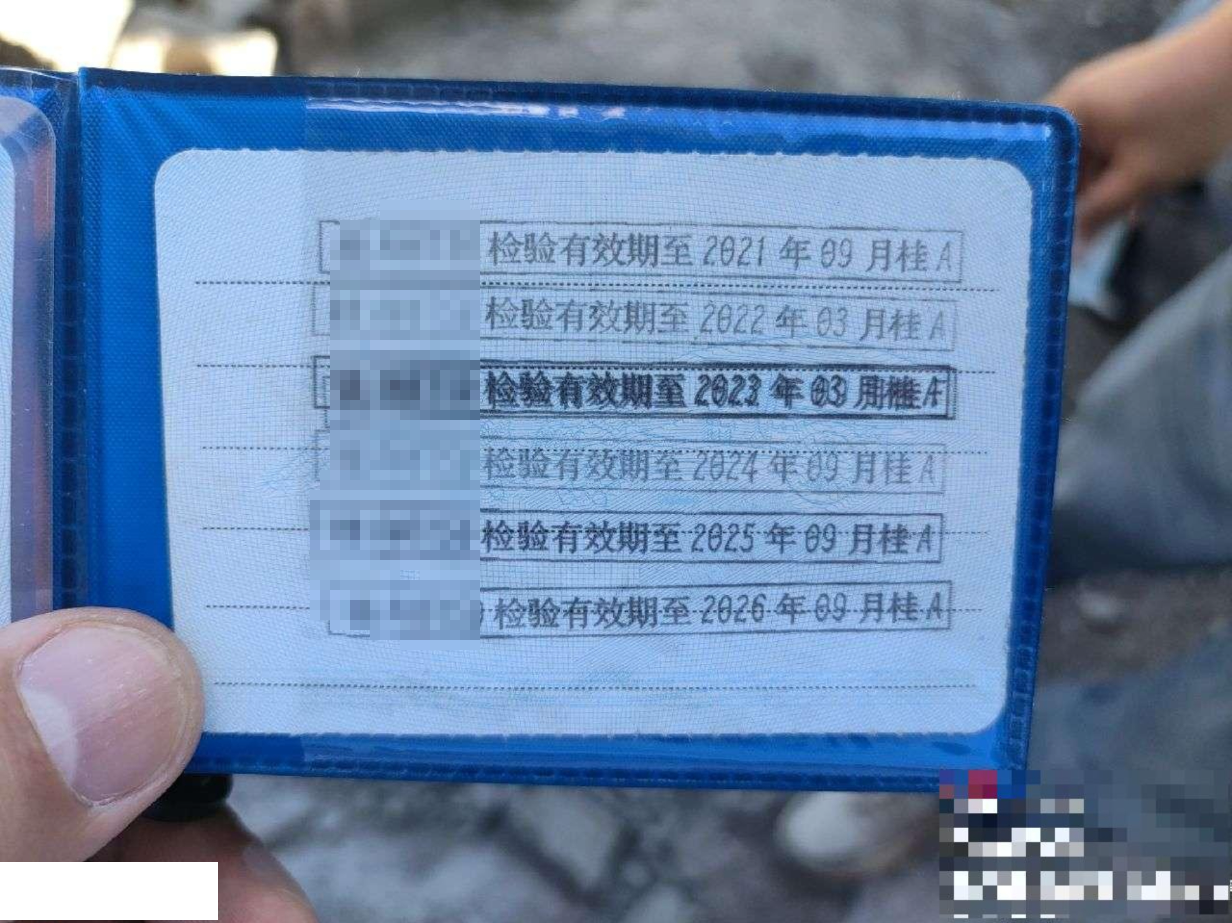 检验有效期至 2021 年 09 月桂 A
检验有效期至 2022 年 03 月桂 A
检验有效期至 2023 年 03 月桂 A
检验有效期至 2024 年 09 月桂 A
检验有效期至 2025 年 09 月桂 A
检验有效期至 2026 年 09 月桂 A